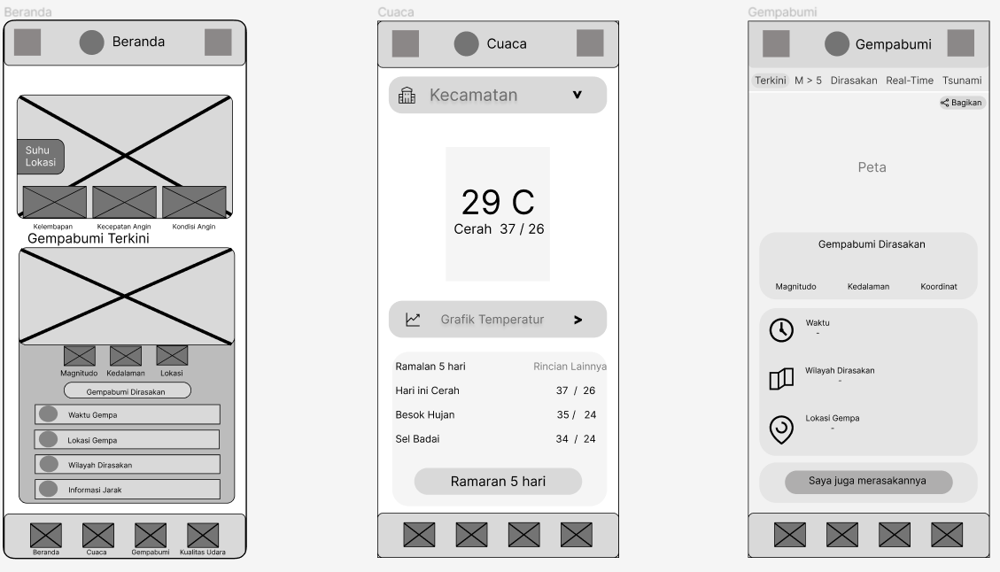 Beranda
Beranda
Suhu
Lokasi
Kelembapan
Kecepatan Angin
Kondisi Angin
Gempabumi Terkini
Magnitudo
Kedalaman
Lokasi
Gempabumi Dirasakan
Waktu Gempa
Lokasi Gempa
Wilayah Dirasakan
Informasi Jarak
Beranda
Cuaca
Gempabumi
Kualitas Udara
Cuaca
Cuaca
Kecamatan
29 C
Cerah 37 / 26
Grafik Temperatur
Ramalan 5 hari Rincian Lainnya
Hari ini Cerah 37 / 26
Besok Hujan 35 / 24
Sel Badai 34 / 24
Ramaran 5 hari
Gempabumi
Gempabumi
Terkini M > 5 Dirasakan Real-Time Tsunami
Bagikan
Peta
Gempabumi Dirasakan
Magnitudo Kedalaman Koordinat
Waktu
-
Wilayah Dirasakan
-
Lokasi Gempa
-
Saya juga merasakannya